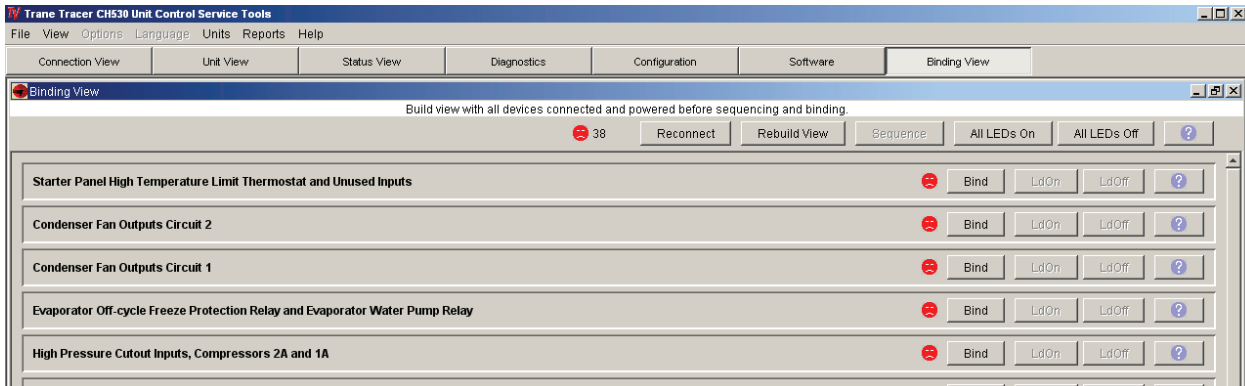 Trane Tracer CH530 Unit Control Service Tools
File View Options Language Units Reports Help
Connection View Unit View Status View Diagnostics Configuration Software Binding View
Binding View
Build view with all devices connected and powered before sequencing and binding.
38 Reconnect Rebuild View Sequence All LEDs On All LEDs Off ?
Starter Panel High Temperature Limit Thermostat and Unused Inputs Bind LdOn LdOff ?
Condenser Fan Outputs Circuit 2 Bind LdOn LdOff ?
Condenser Fan Outputs Circuit 1 Bind LdOn LdOff ?
Evaporator Off-cycle Freeze Protection Relay and Evaporator Water Pump Relay Bind LdOn LdOff ?
High Pressure Cutout Inputs, Compressors 2A and 1A Bind LdOn LdOff ?